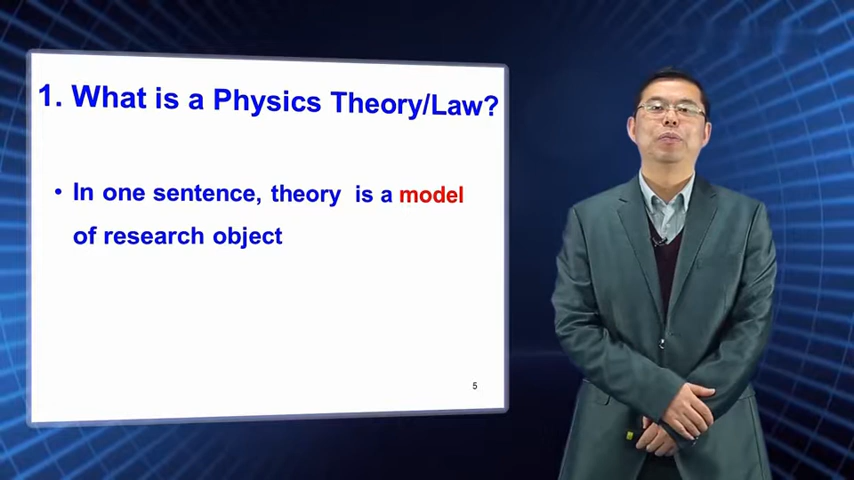 1. What is a Physics Theory/Law?
• In one sentence, theory is a model
of research object
5